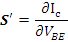 S′ = ∂I_c / ∂V_BE